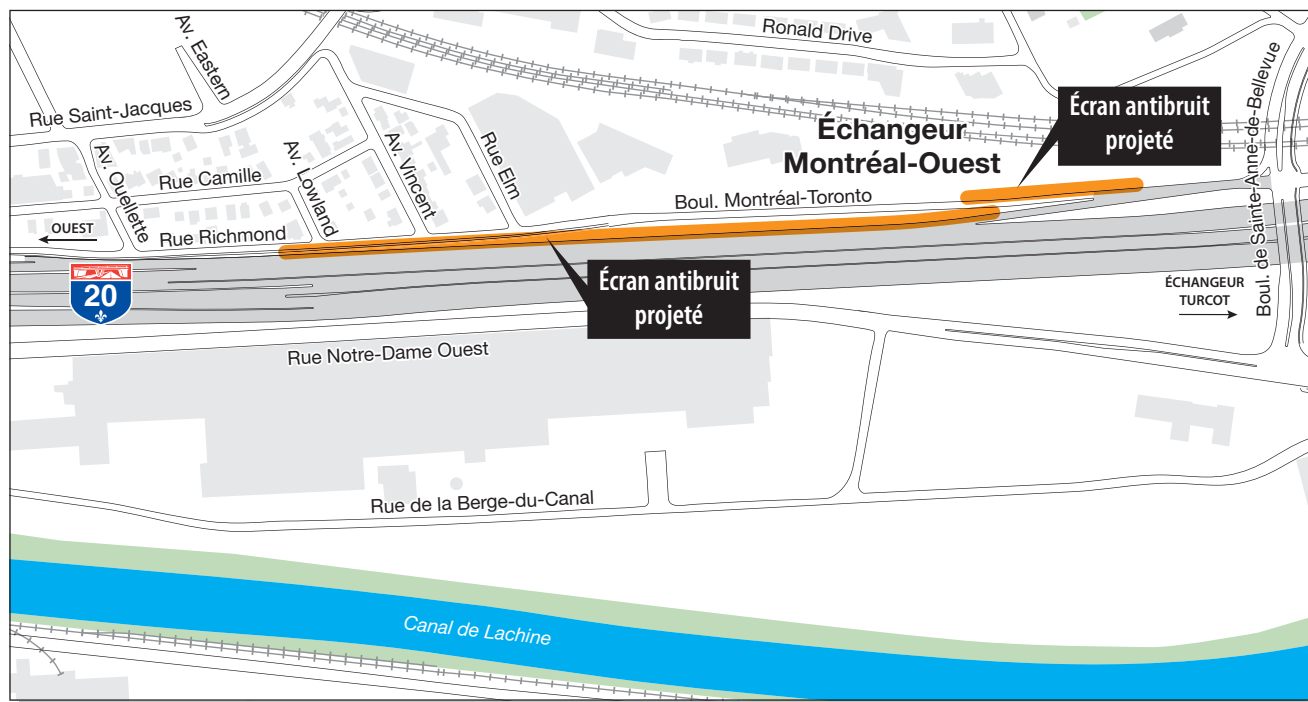 Ronald Drive
Av. Eastern
Rue Saint-Jacques
Écran antibruit
projeté
Échangeur
Montréal-Ouest
Boul. de Sainte-Anne-de-Bellevue
Av. Ouellette
Rue Camille
Av. Lowland
Av. Vincent
Rue Elm
Boul. Montréal-Toronto
OUEST
Rue Richmond
20
Écran antibruit
projeté
ÉCHANGEUR
TURCOT
Rue Notre-Dame Ouest
Rue de la Berge-du-Canal
Canal de Lachine